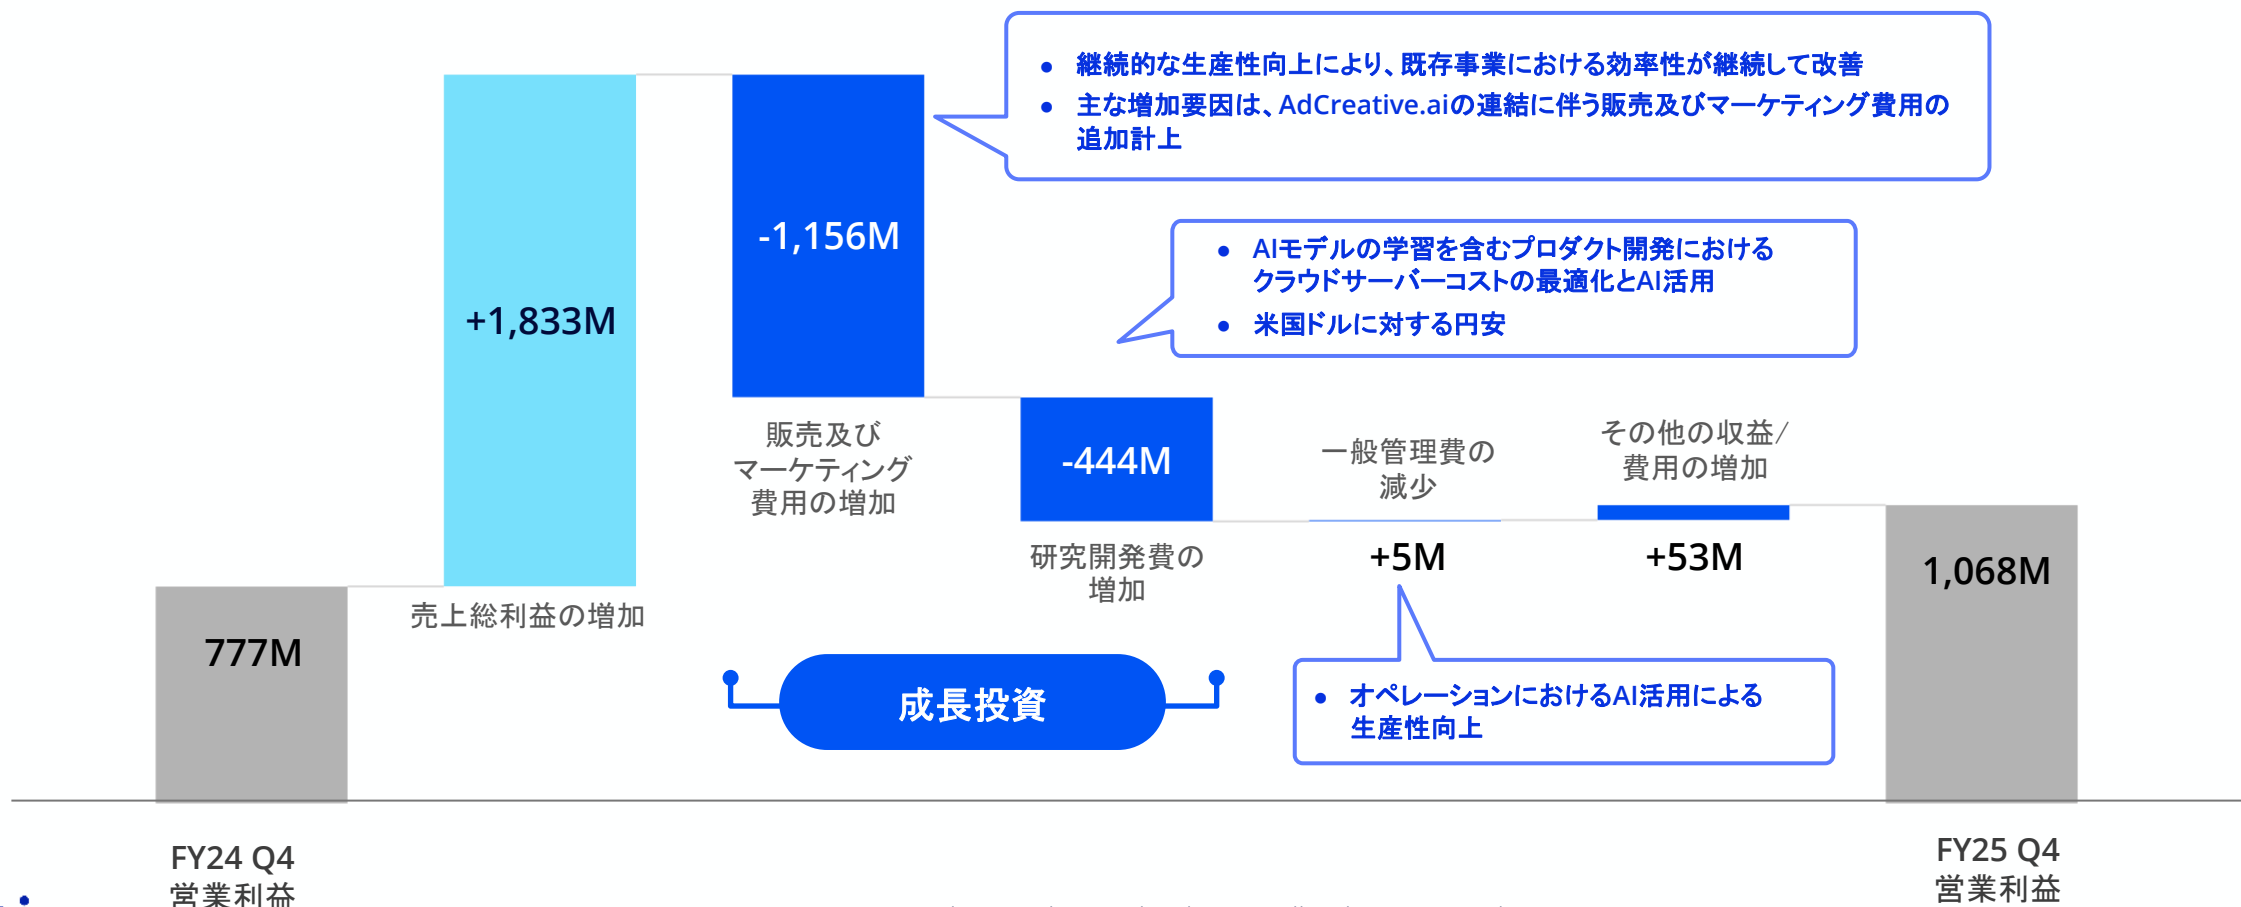 ● 継続的な生産性向上により、既存事業における効率性が継続して改善
● 主な増加要因は、AdCreative.aiの連結に伴う販売及びマーケティング費用の
追加計上
-1,156M
● AIモデルの学習を含むプロダクト開発における
クラウドサーバーコストの最適化とAI活用
● 米国ドルに対する円安
+1,833M
販売及び
マーケティング
費用の増加
-444M
一般管理費の
減少
その他の収益/
費用の増加
研究開発費の
増加
+5M
+53M
1,068M
売上総利益の増加
777M
成長投資
● オペレーションにおけるAI活用による
生産性向上
FY24 Q4
営業利益
FY25 Q4
営業利益